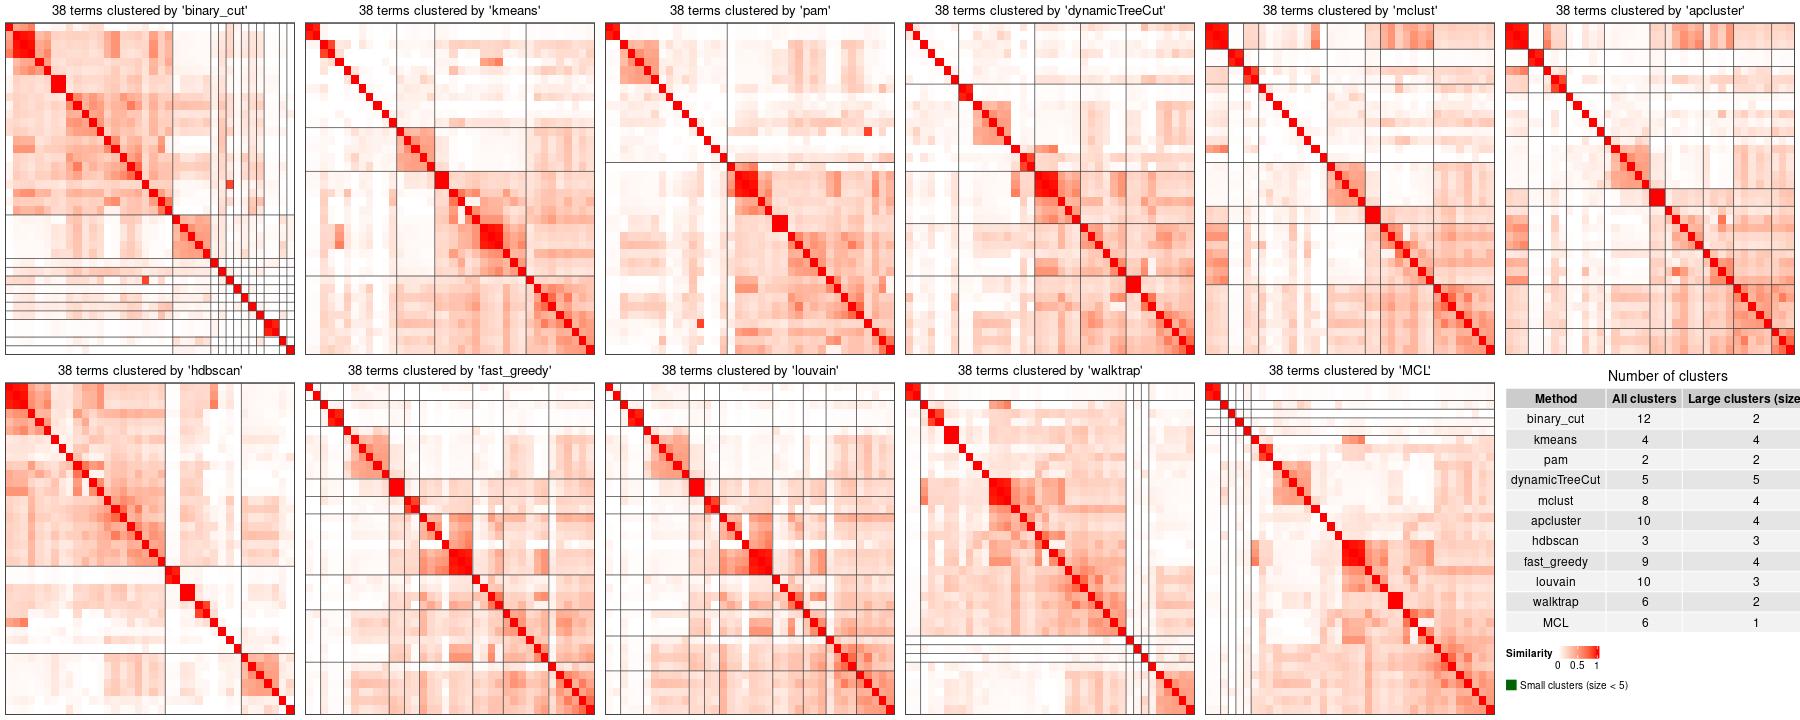 38 terms clustered by 'binary_cut'
38 terms clustered by 'kmeans'
38 terms clustered by 'pam'
38 terms clustered by 'dynamicTreeCut'
38 terms clustered by 'mclust'
38 terms clustered by 'apcluster'
38 terms clustered by 'hdbscan'
38 terms clustered by 'fast_greedy'
38 terms clustered by 'louvain'
38 terms clustered by 'walktrap'
38 terms clustered by 'MCL'
Number of clusters
Method All clusters Large clusters (size
binary_cut 12 2
kmeans 4 4
pam 2 2
dynamicTreeCut 5 5
mclust 8 4
apcluster 10 4
hdbscan 3 3
fast_greedy 9 4
louvain 10 3
walktrap 6 2
MCL 6 1
Similarity
0 0.5 1
Small clusters (size < 5)